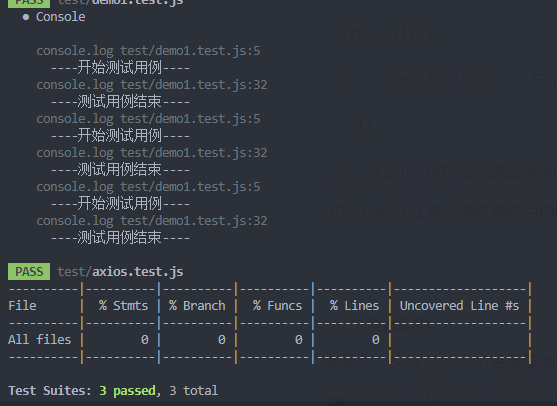 PASS test/demo1.test.js
● Console
console.log test/demo1.test.js:5
----开始测试用例----
console.log test/demo1.test.js:32
----测试用例结束----
console.log test/demo1.test.js:5
----开始测试用例----
console.log test/demo1.test.js:32
----测试用例结束----
console.log test/demo1.test.js:5
----开始测试用例----
console.log test/demo1.test.js:32
----测试用例结束----
PASS test/axios.test.js
----------|----------|----------|----------|----------|-------------------|
File | % Stmts | % Branch | % Funcs | % Lines | Uncovered Line #s |
----------|----------|----------|----------|----------|-------------------|
All files | 0 | 0 | 0 | 0 | |
----------|----------|----------|----------|----------|-------------------|
Test Suites: 3 passed, 3 total